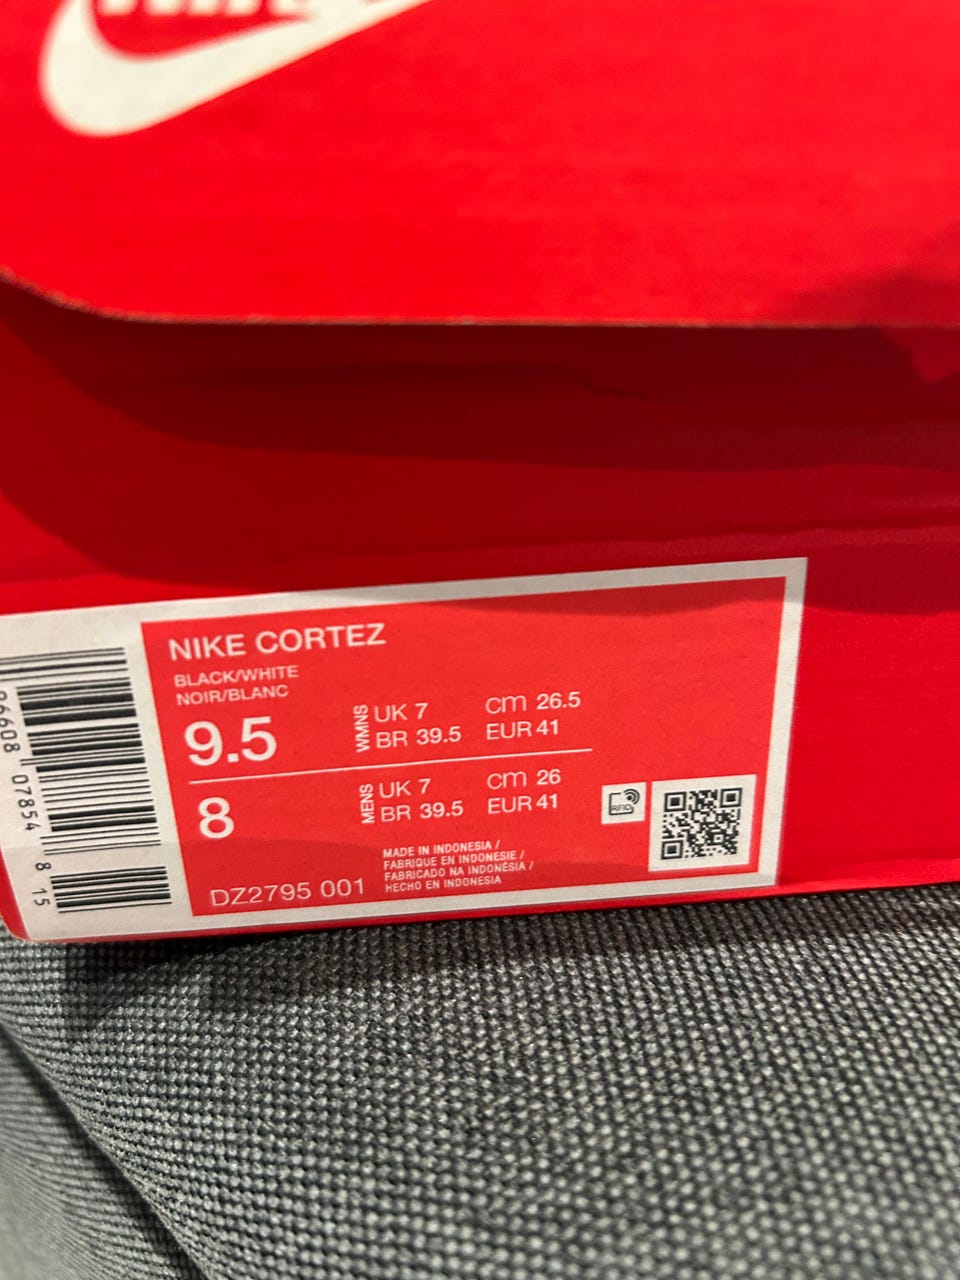 NIKE CORTEZ
BLACK/WHITE
NOIR/BLANC
9.5
WMNS
UK 7 cm 26.5
BR 39.5 EUR 41
8
MENS
UK 7 cm 26
BR 39.5 EUR 41
RFID
MADE IN INDONESIA /
FABRIQUE EN INDONESIE /
FABRICADO NA INDONÉSIA /
HECHO EN INDONESIA
DZ2795 001
96608 07854 8 15